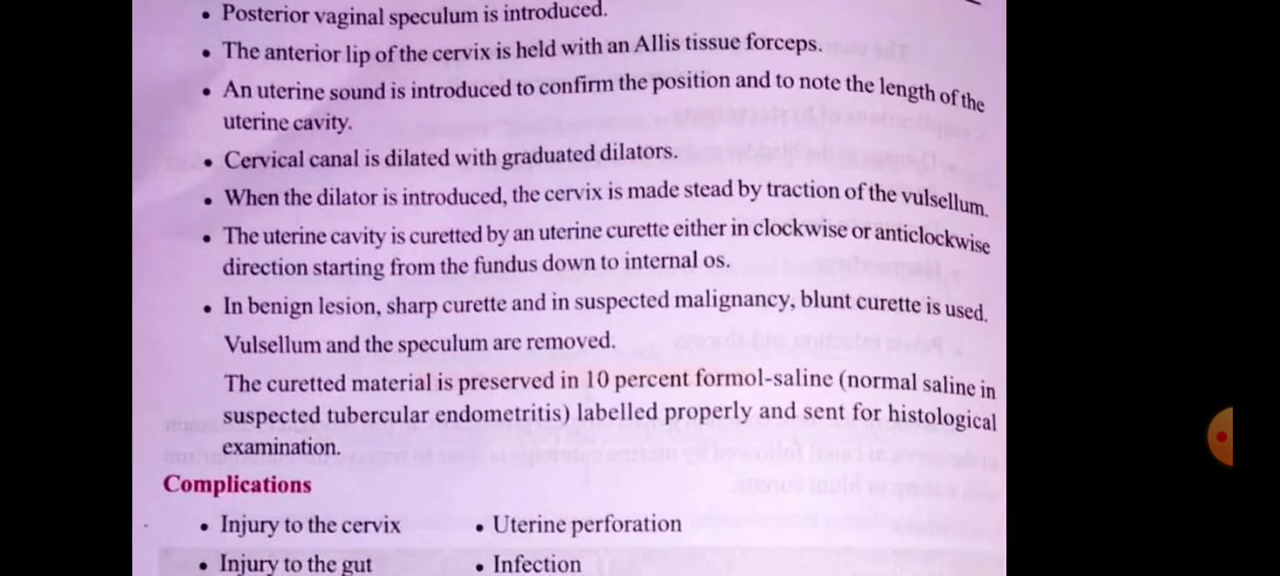 • Posterior vaginal speculum is introduced.
• The anterior lip of the cervix is held with an Allis tissue forceps.
• An uterine sound is introduced to confirm the position and to note the length of the
uterine cavity.
• Cervical canal is dilated with graduated dilators.
• When the dilator is introduced, the cervix is made stead by traction of the vulsellum.
• The uterine cavity is curetted by an uterine curette either in clockwise or anticlockwise
direction starting from the fundus down to internal os.
• In benign lesion, sharp curette and in suspected malignancy, blunt curette is used.
Vulsellum and the speculum are removed.
The curetted material is preserved in 10 percent formol-saline (normal saline in
suspected tubercular endometritis) labelled properly and sent for histological
examination.
Complications
• Injury to the cervix • Uterine perforation
• Injury to the gut • Infection